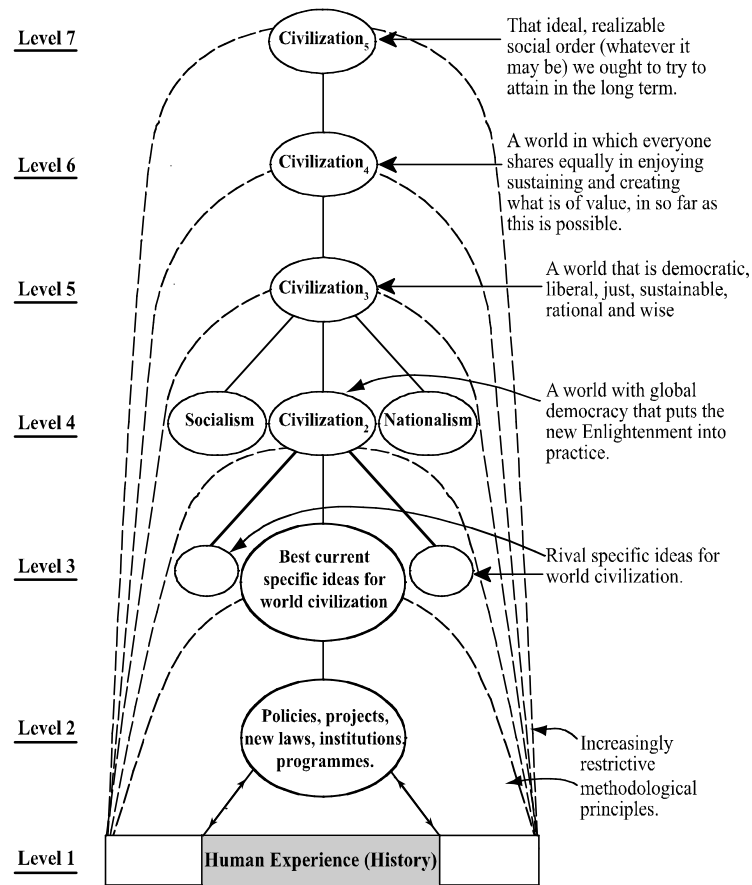 Level 7
Civilization₅
That ideal, realizable
social order (whatever it
may be) we ought to try to
attain in the long term.
Level 6
Civilization₄
A world in which everyone
shares equally in enjoying
sustaining and creating
what is of value, in so far as
this is possible.
Level 5
Civilization₃
A world that is democratic,
liberal, just, sustainable,
rational and wise
Level 4
Socialism
Civilization₂
Nationalism
A world with global
democracy that puts the
new Enlightenment into
practice.
Level 3
Best current
specific ideas for
world civilization
Rival specific ideas for
world civilization.
Level 2
Policies, projects,
new laws, institutions,
programmes.
Increasingly
restrictive
methodological
principles.
Level 1
Human Experience (History)